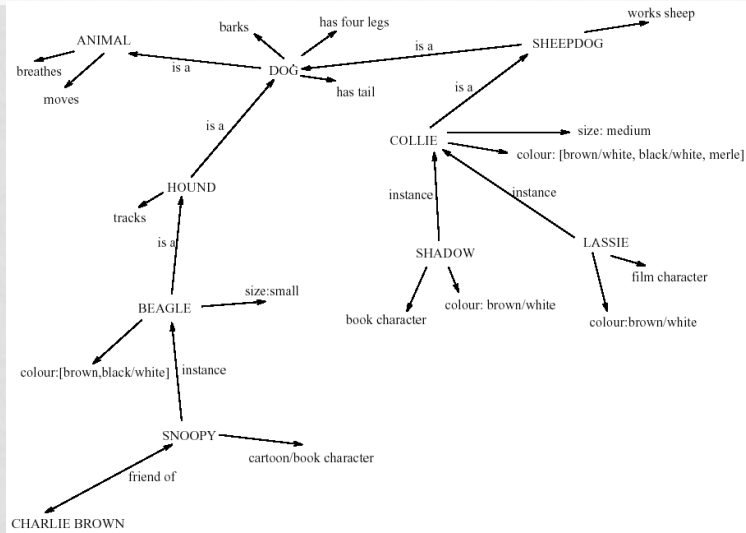 works sheep
has four legs
barks
ANIMAL
SHEEPDOG
is a
breathes
is a
DOG
has tail
moves
is a
is a
size: medium
COLLIE
colour: [brown/white, black/white, merle]
HOUND
instance
instance
tracks
is a
LASSIE
SHADOW
film character
size:small
colour: brown/white
BEAGLE
book character
colour:brown/white
colour:[brown,black/white]
instance
SNOOPY
cartoon/book character
friend of
CHARLIE BROWN